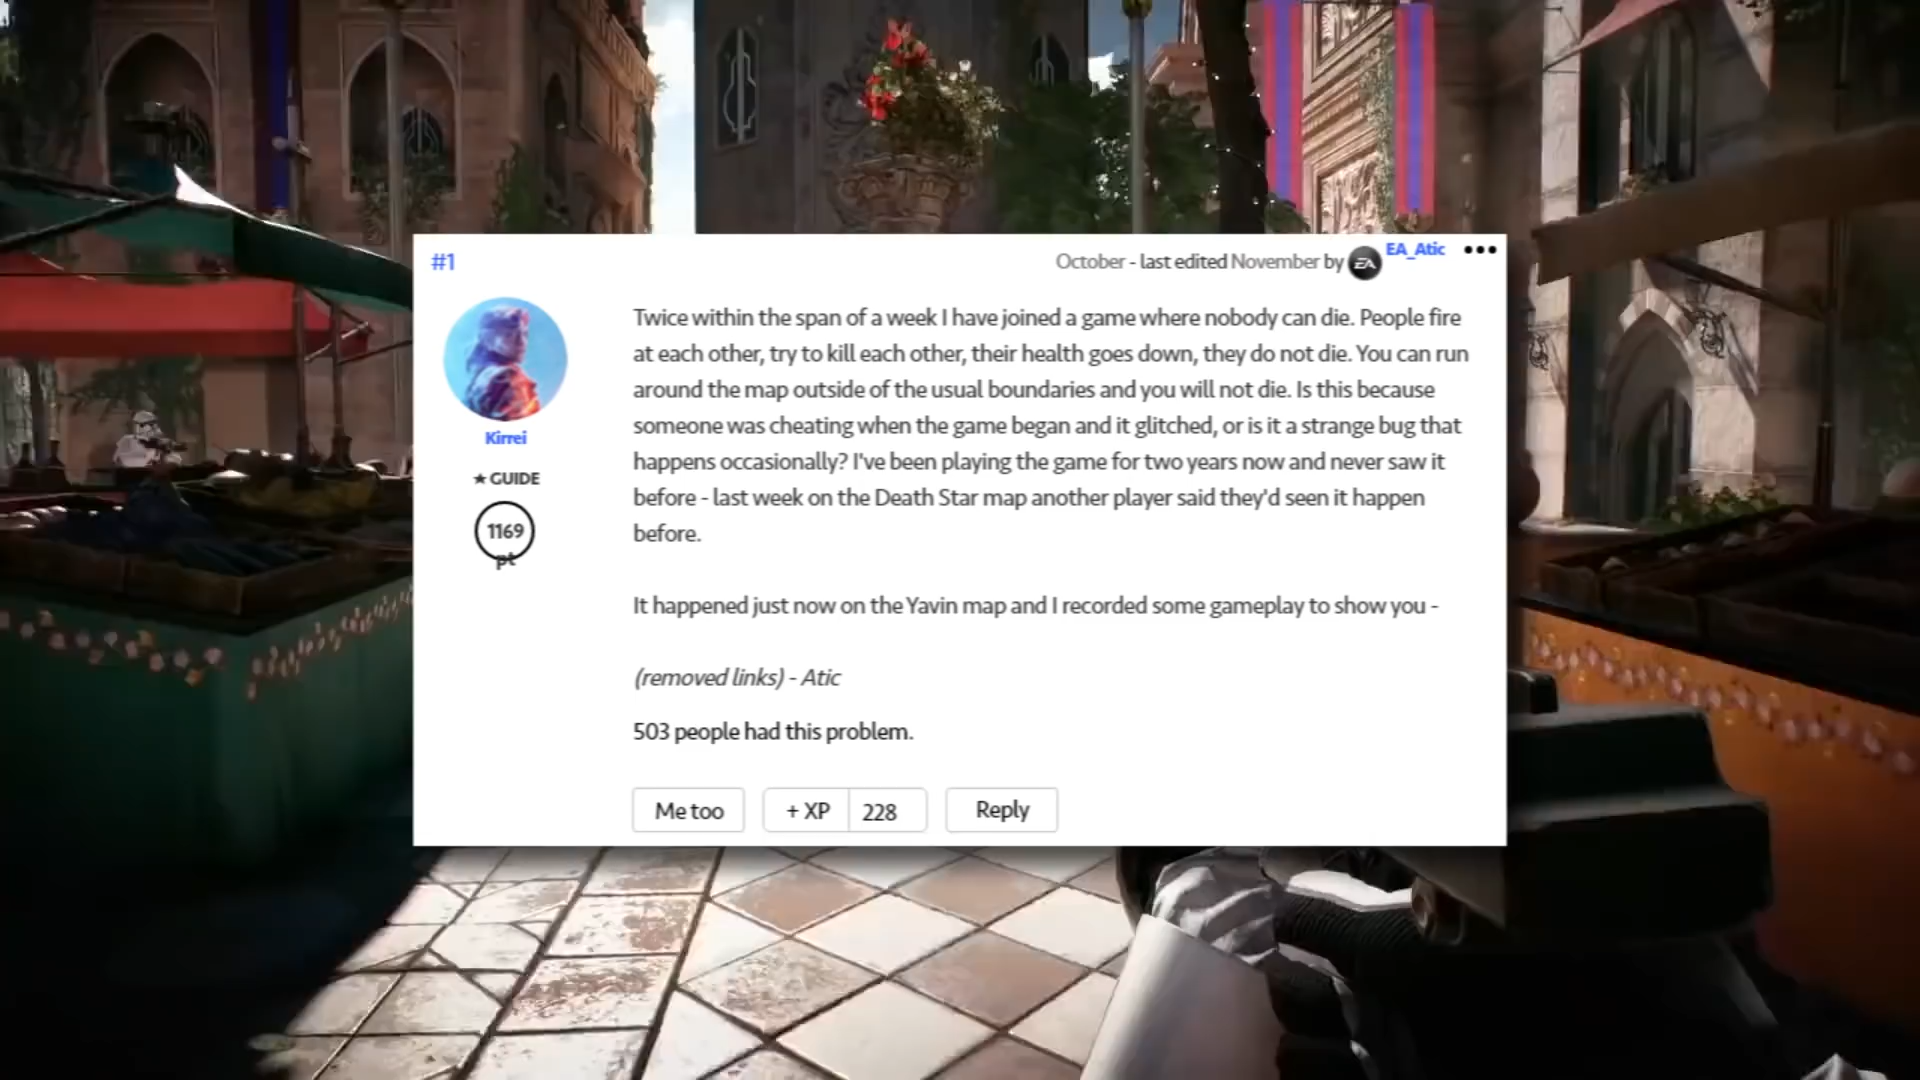 #1
October - last edited November by EA EA_Atic
Twice within the span of a week I have joined a game where nobody can die. People fire
at each other, try to kill each other, their health goes down, they do not die. You can run
around the map outside of the usual boundaries and you will not die. Is this because
someone was cheating when the game began and it glitched, or is it a strange bug that
happens occasionally? I've been playing the game for two years now and never saw it
before - last week on the Death Star map another player said they'd seen it happen
before.
Kirrei
★ GUIDE
1169
pt
It happened just now on the Yavin map and I recorded some gameplay to show you -
(removed links) - Atic
503 people had this problem.
Me too
+ XP 228
Reply